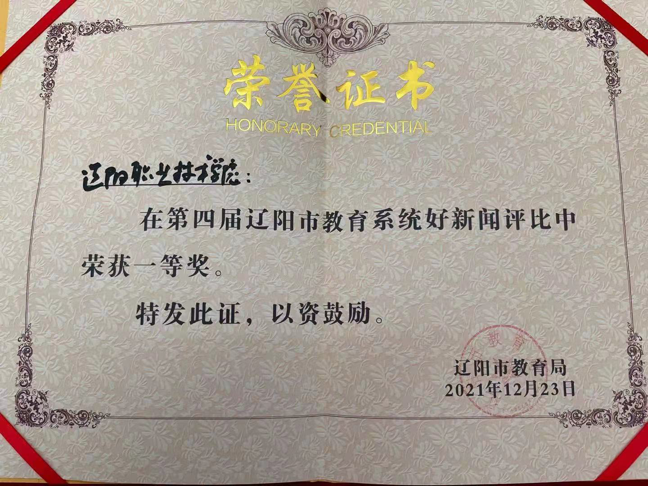 荣誉证书
HONORARY CREDENTIAL
辽阳职业技术学院：
在第四届辽阳市教育系统好新闻评比中
荣获一等奖。
特发此证，以资鼓励。
教育
辽阳市教育局
2021年12月23日